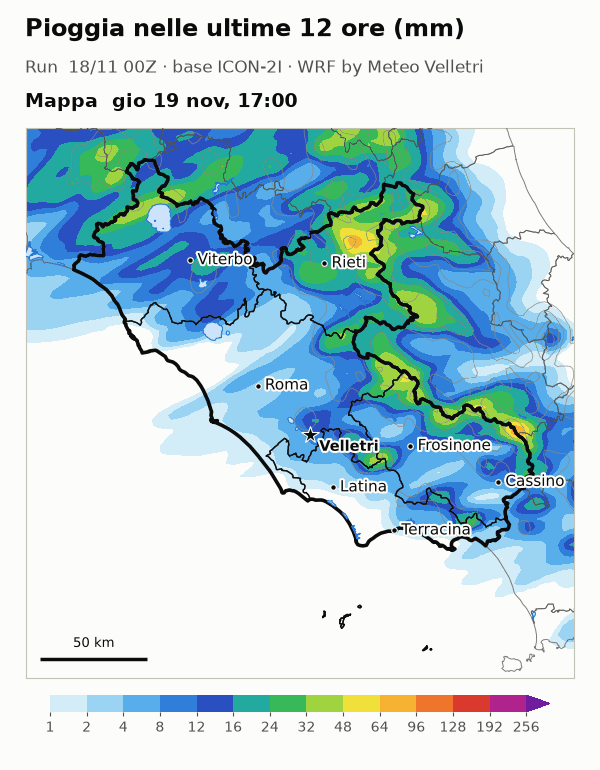 Pioggia nelle ultime 12 ore (mm)
Run  18/11 00Z · base ICON-2I · WRF by Meteo Velletri
Mappa  gio 19 nov, 17:00
Viterbo
Rieti
Roma
Velletri
Frosinone
Latina
Cassino
Terracina
50 km
1 2 4 8 12 16 24 32 48 64 96 128 192 256